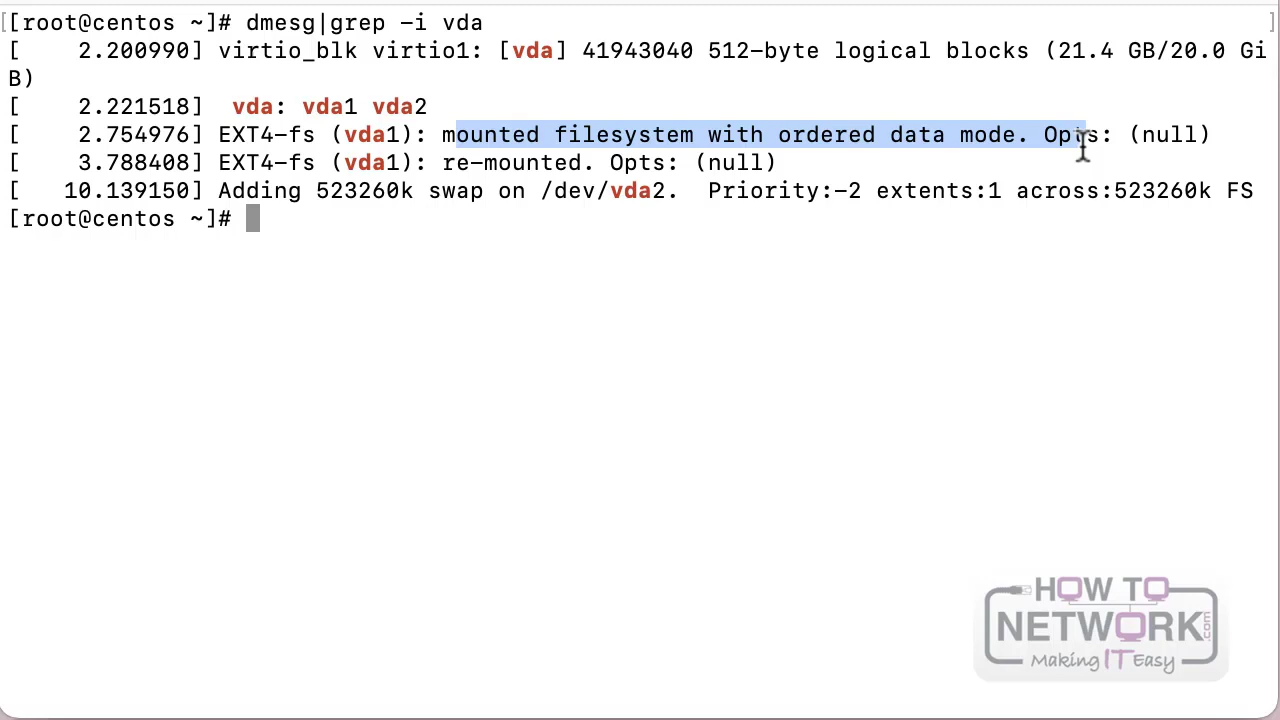 [[root@centos ~]# dmesg|grep -i vda ]
[    2.200990] virtio_blk virtio1: [vda] 41943040 512-byte logical blocks (21.4 GB/20.0 Gi
B)
[    2.221518]  vda: vda1 vda2
[    2.754976] EXT4-fs (vda1): mounted filesystem with ordered data mode. Opts: (null)
[    3.788408] EXT4-fs (vda1): re-mounted. Opts: (null)
[   10.139150] Adding 523260k swap on /dev/vda2.  Priority:-2 extents:1 across:523260k FS
[root@centos ~]#
HOW TO
NETWORK.com
Making IT Easy